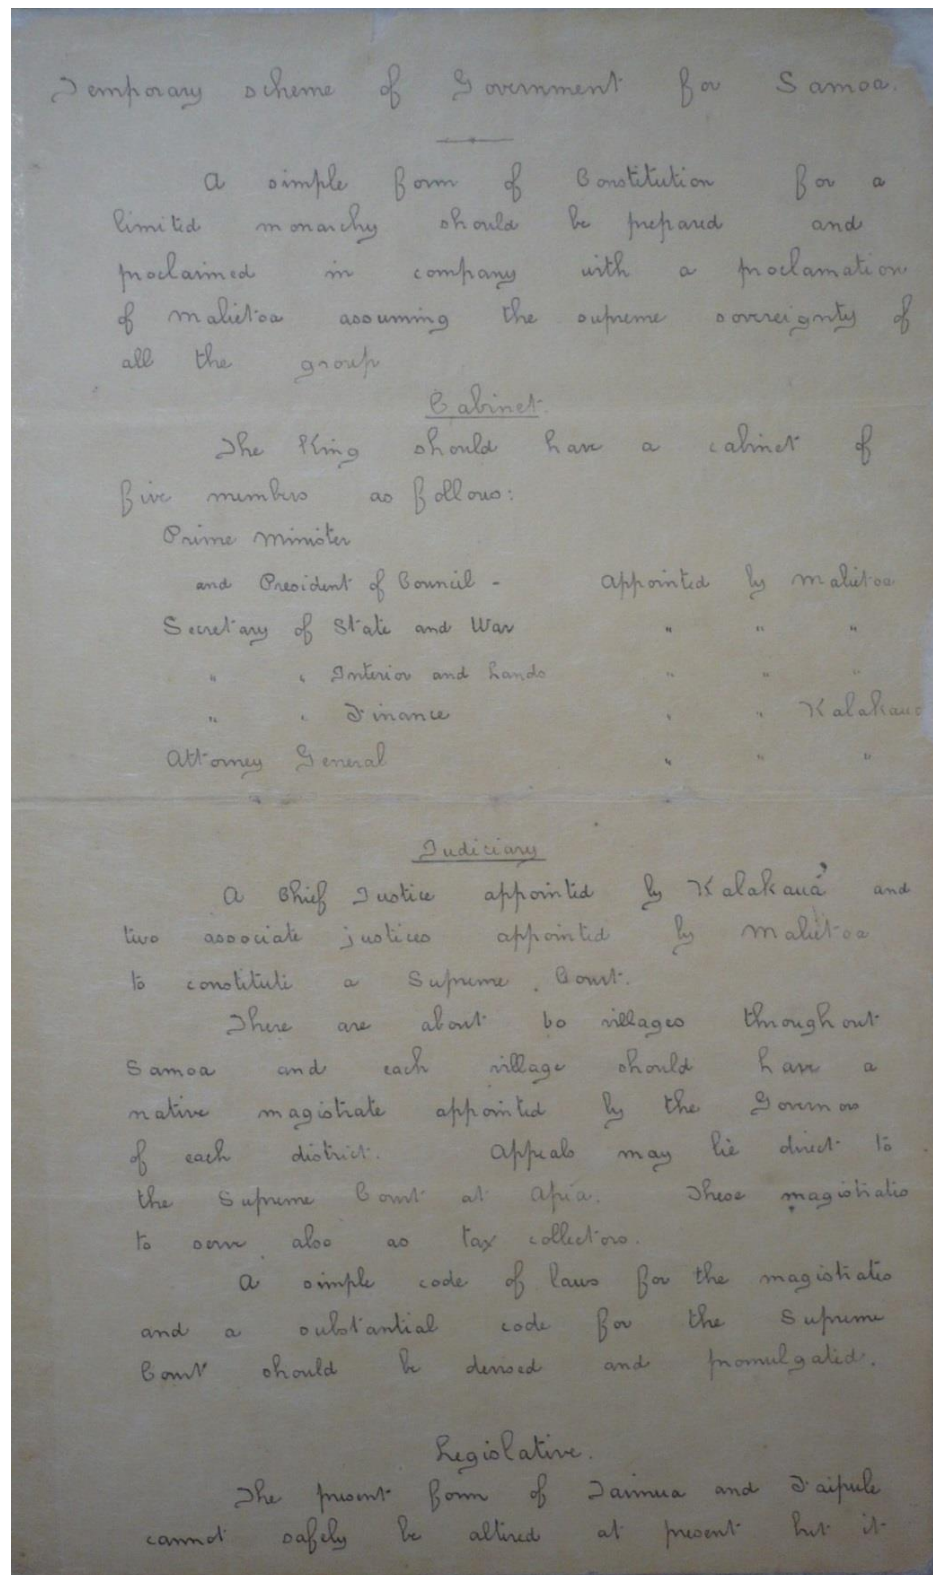 Temporary scheme of Government for Samoa.
A simple form of Constitution for a
limited monarchy should be prepared and
proclaimed in company with a proclamation
of Malietoa assuming the supreme sovereignty of
all the group
Cabinet.
The King should have a cabinet of
five members as follows:
Prime Minister
and President of Council - appointed by Malietoa
Secretary of State and War " " "
" " Interior and Lands " " "
" " Finance " " Kalakaua
Attorney General " " "
Judiciary
A Chief Justice appointed by Kalakaua and
two associate justices appointed by Malietoa
to constitute a Supreme Court.
There are about 60 villages throughout
Samoa and each village should have a
native magistrate appointed by the Governor
of each district. Appeals may lie direct to
the Supreme Court at Apia. These magistrates
to serve also as tax collectors.
A simple code of laws for the magistrates
and a substantial code for the Supreme
Court should be devised and promulgated.
Legislative.
The present form of Taimua and Faipule
cannot safely be altered at present but it